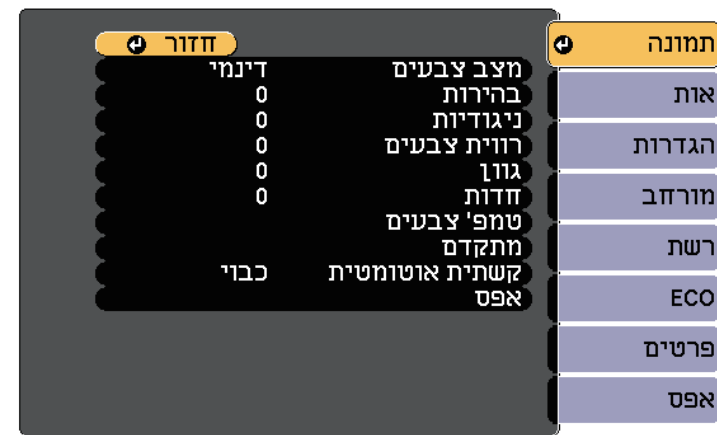 תמונה
אות
הגדרות
מורחב
רשת
ECO
פרטים
אפס
חזור
מצב צבעים דינמי
בהירות 0
ניגודיות 0
רווית צבעים 0
גוון 0
חדות 0
טמפ' צבעים
מתקדם
קשתית אוטומטית כבוי
אפס